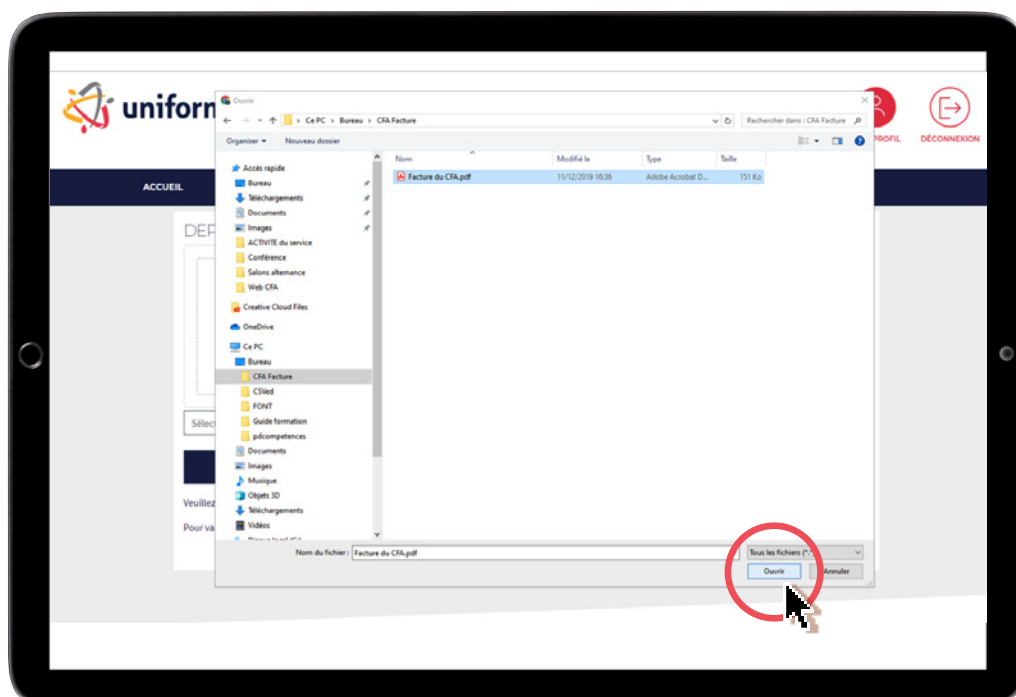 uniform
Ouvrir
Ce PC > Bureau > CFA Facture
Rechercher dans : CFA Facture
PROFIL
DÉCONNEXION
Organiser
Nouveau dossier
ACCUEIL
Nom
Modifié le
Type
Taille
Facture du CFA.pdf
11/12/2019 16:36
Adobe Acrobat D...
151 Ko
Accès rapide
Bureau
Téléchargements
Documents
Images
ACTIVITE du service
Conférence
Salons alternance
Web CFA
Creative Cloud Files
OneDrive
Ce PC
Bureau
CFA Facture
CSVed
FONT
Guide formation
pdcompetences
Documents
Images
Musique
Objets 3D
Téléchargements
Vidéos
DEP
Sélec
Veuillez
Pour va
Nom du fichier :
Facture du CFA.pdf
Tous les fichiers (*.*)
Ouvrir
Annuler